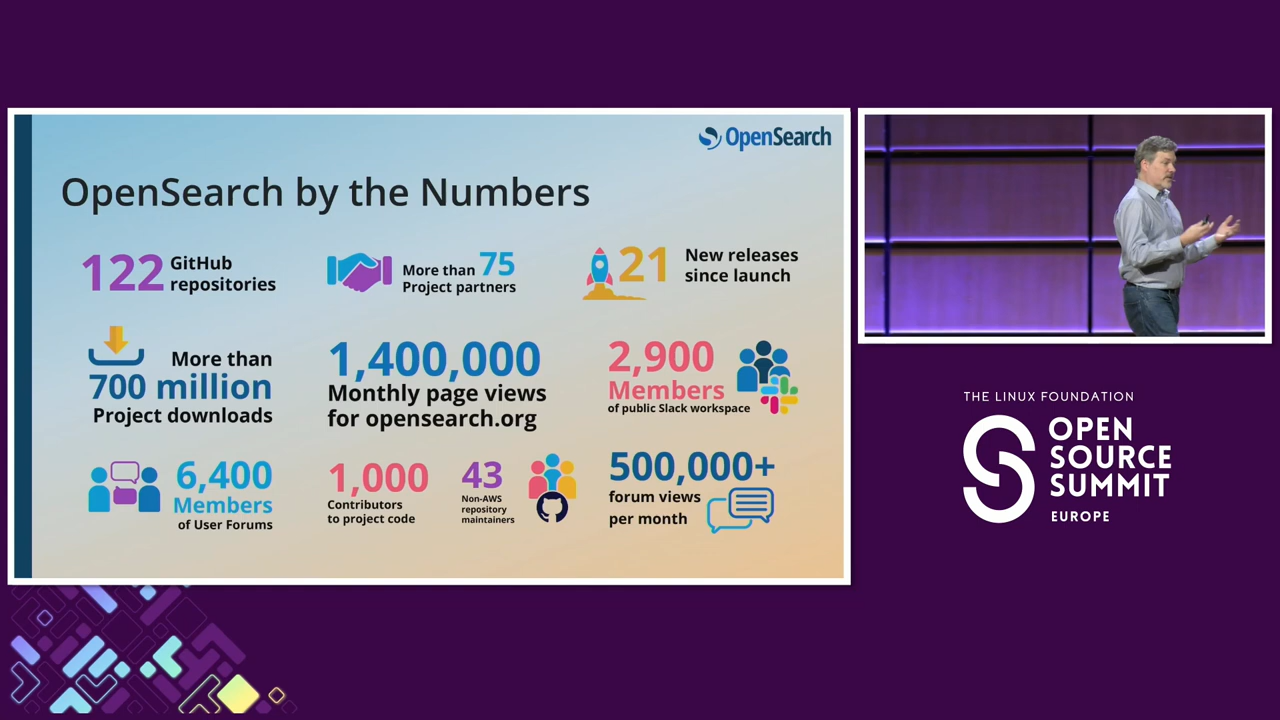 OpenSearch
OpenSearch by the Numbers
122 GitHub
repositories
More than 75
Project partners
21 New releases
since launch
More than
700 million
Project downloads
1,400,000
Monthly page views
for opensearch.org
2,900
Members
of public Slack workspace
6,400
Members
of User Forums
1,000
Contributors
to project code
43
Non-AWS
repository
maintainers
500,000+
forum views
per month
THE LINUX FOUNDATION
OPEN
SOURCE
SUMMIT
EUROPE